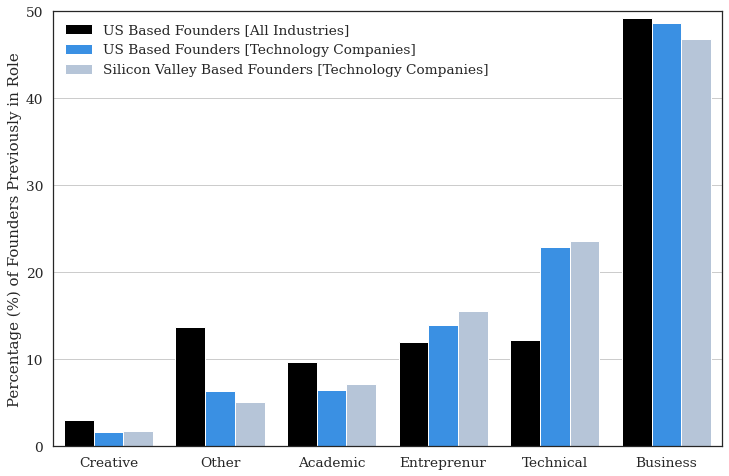 US Based Founders [All Industries]
US Based Founders [Technology Companies]
Silicon Valley Based Founders [Technology Companies]
Percentage (%) of Founders Previously in Role
50
40
30
20
10
0
Creative
Other
Academic
Entreprenur
Technical
Business